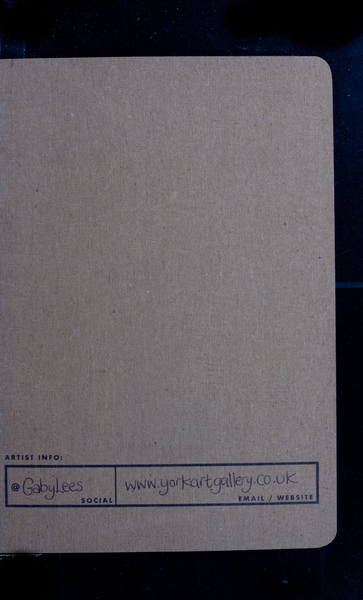 ARTIST INFO:
@GabyLees
SOCIAL
www.yorkartgallery.co.uk
EMAIL / WEBSITE